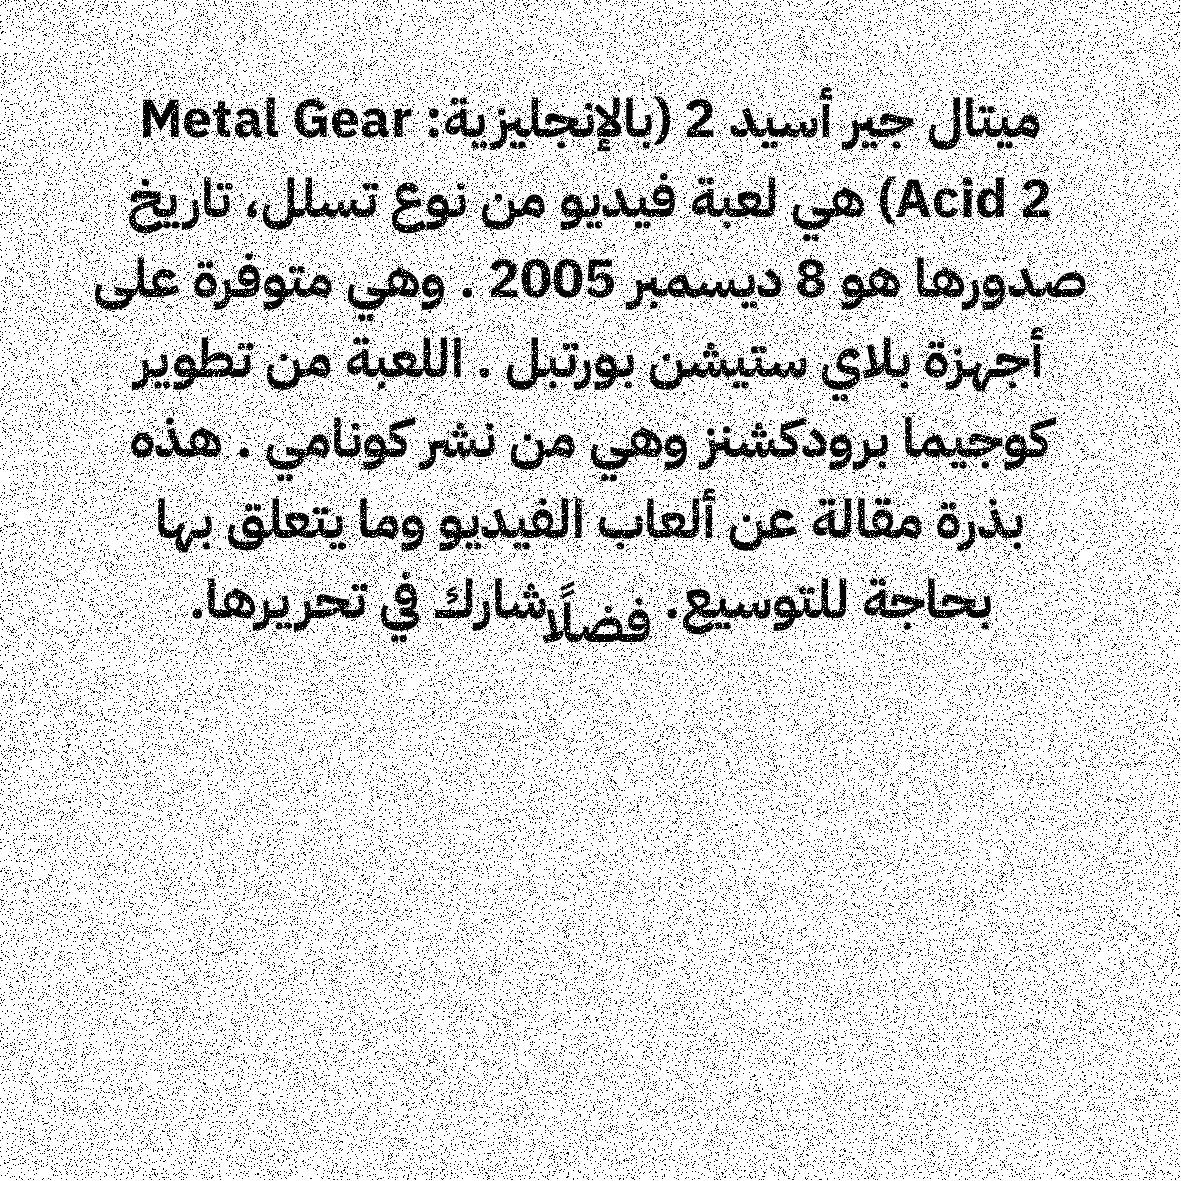 ميتال جير أسيد 2 (بالإنجليزية: Metal Gear
Acid 2) هي لعبة فيديو من نوع تسلل، تاريخ
صدورها هو 8 ديسمبر 2005 . وهي متوفرة على
أجهزة بلاي ستيشن بورتبل . اللعبة من تطوير
كوجيما برودكشنز وهي من نشر كونامي . هذه
بذرة مقالة عن ألعاب الفيديو وما يتعلق بها
بحاجة للتوسيع. فضلًا شارك في تحريرها.